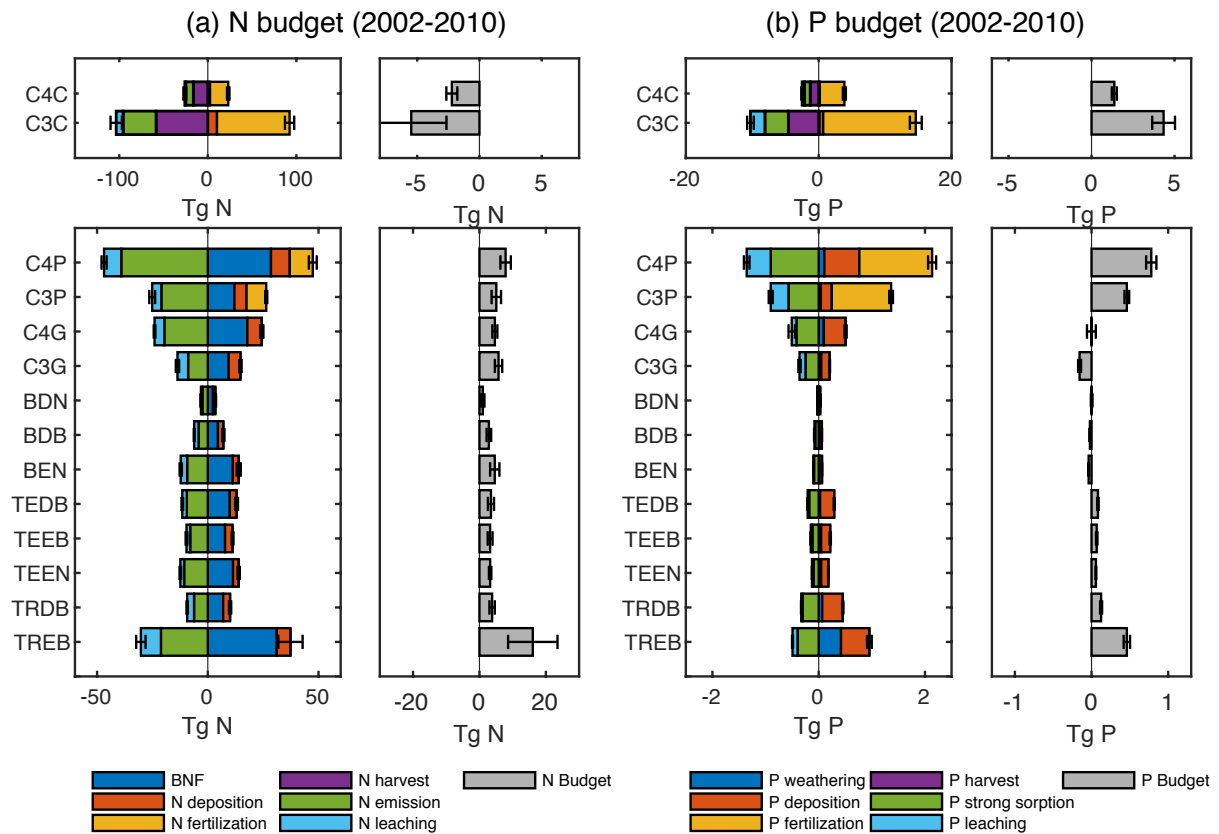 (a) N budget (2002-2010)
(b) P budget (2002-2010)
C4C
C3C
-100 0 100
Tg N
-5 0 5
Tg N
-20 0 20
Tg P
-5 0 5
Tg P
C4P
C3P
C4G
C3G
BDN
BDB
BEN
TEDB
TEEB
TEEN
TRDB
TREB
-50 0 50
Tg N
-20 0 20
Tg N
C4C
C3C
C4P
C3P
C4G
C3G
BDN
BDB
BEN
TEDB
TEEB
TEEN
TRDB
TREB
-2 0 2
Tg P
-1 0 1
Tg P
BNF
N deposition
N fertilization
N harvest
N emission
N leaching
N Budget
P weathering
P deposition
P fertilization
P harvest
P strong sorption
P leaching
P Budget